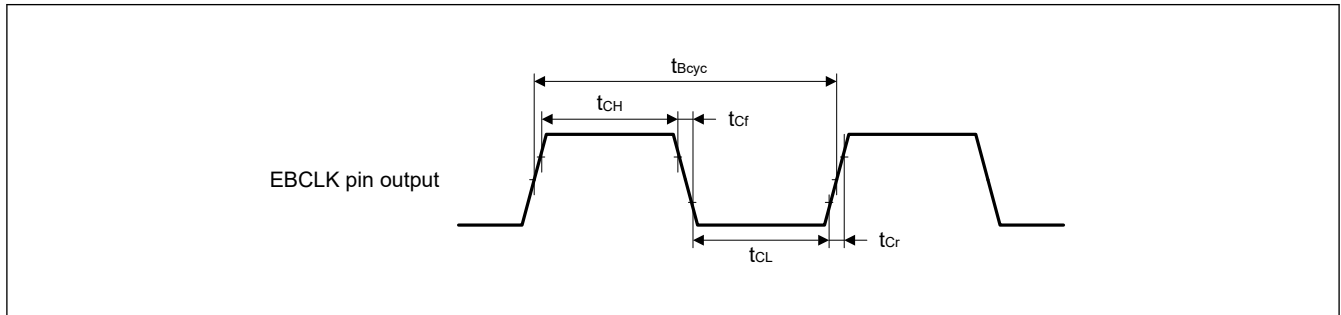 tBcyc
tCH
tCf
EBCLK pin output
tCL
tCr